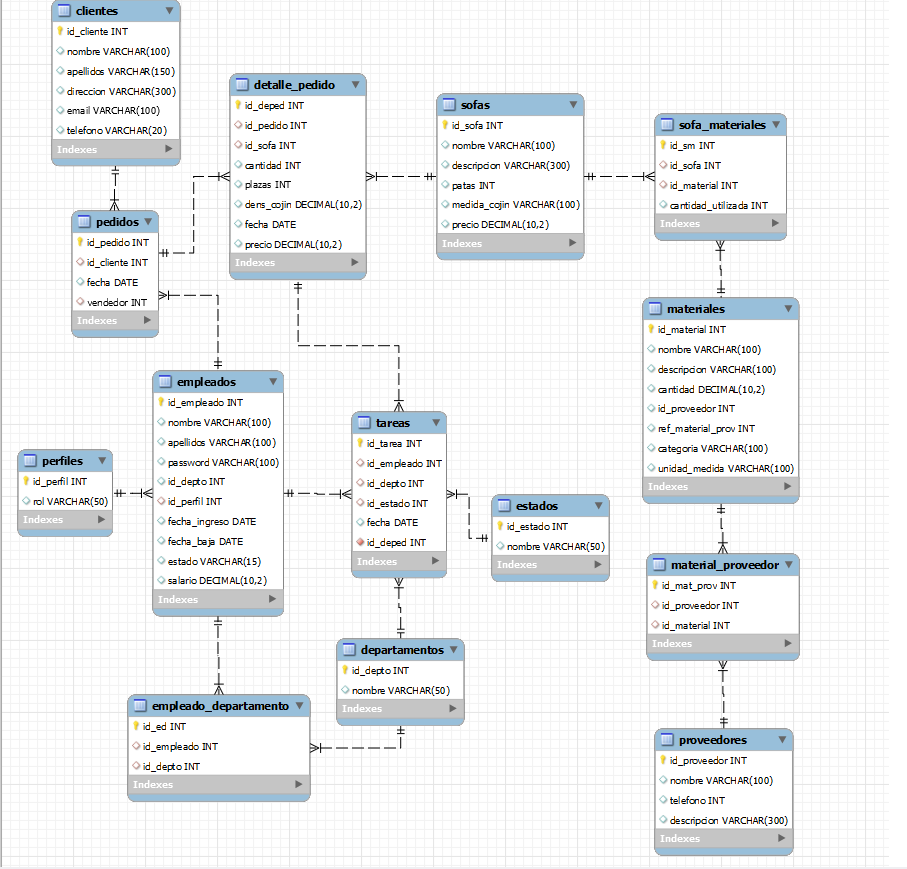 clientes
id_cliente INT
nombre VARCHAR(100)
apellidos VARCHAR(150)
direccion VARCHAR(300)
email VARCHAR(100)
telefono VARCHAR(20)
Indexes
detalle_pedido
id_deped INT
id_pedido INT
id_sofa INT
cantidad INT
plazas INT
dens_cojin DECIMAL(10,2)
fecha DATE
precio DECIMAL(10,2)
Indexes
sofas
id_sofa INT
nombre VARCHAR(100)
descripcion VARCHAR(300)
patas INT
medida_cojin VARCHAR(100)
precio DECIMAL(10,2)
Indexes
sofa_materiales
id_sm INT
id_sofa INT
id_material INT
cantidad_utilizada INT
Indexes
pedidos
id_pedido INT
id_cliente INT
fecha DATE
vendedor INT
Indexes
materiales
id_material INT
nombre VARCHAR(100)
descripcion VARCHAR(100)
cantidad DECIMAL(10,2)
id_proveedor INT
ref_material_prov INT
categoria VARCHAR(100)
unidad_medida VARCHAR(100)
Indexes
empleados
id_empleado INT
nombre VARCHAR(100)
apellidos VARCHAR(100)
password VARCHAR(100)
id_depto INT
id_perfil INT
fecha_ingreso DATE
fecha_baja DATE
estado VARCHAR(15)
salario DECIMAL(10,2)
Indexes
tareas
id_tarea INT
id_empleado INT
id_depto INT
id_estado INT
fecha DATE
id_deped INT
Indexes
perfiles
id_perfil INT
rol VARCHAR(50)
Indexes
estados
id_estado INT
nombre VARCHAR(50)
Indexes
material_proveedor
id_mat_prov INT
id_proveedor INT
id_material INT
Indexes
departamentos
id_depto INT
nombre VARCHAR(50)
Indexes
empleado_departamento
id_ed INT
id_empleado INT
id_depto INT
Indexes
proveedores
id_proveedor INT
nombre VARCHAR(100)
telefono INT
descripcion VARCHAR(300)
Indexes